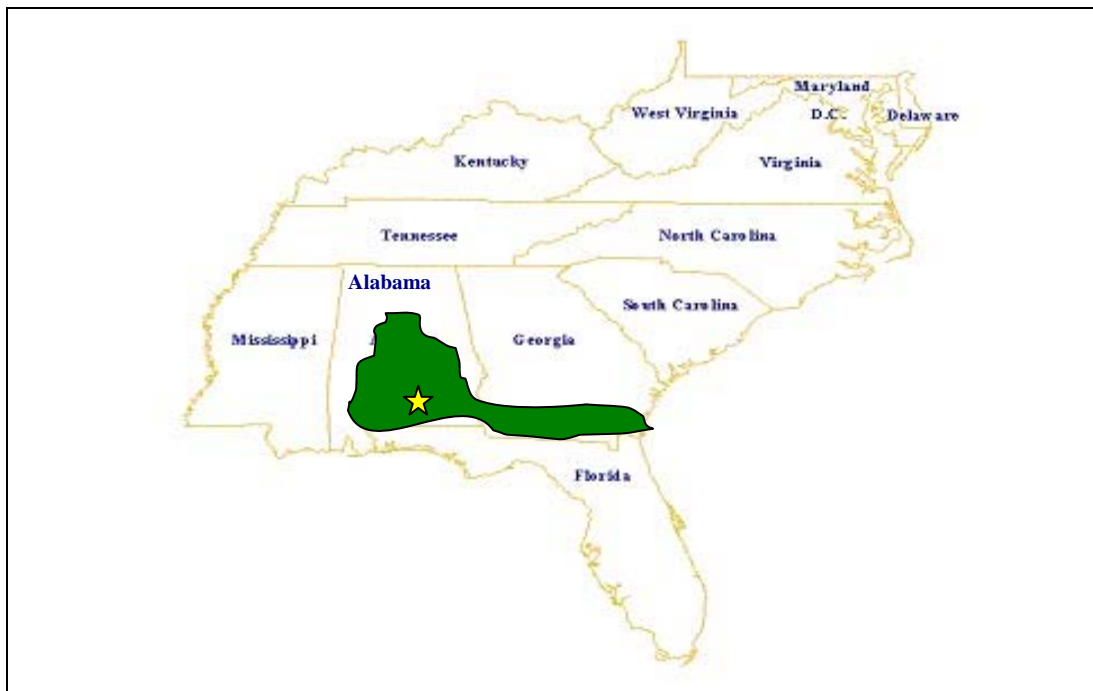 Maryland
West Virginia
D.C.
Delaware
Kentucky
Virginia
Tennessee
North Carolina
Alabama
South Carolina
Mississippi
Georgia
Florida